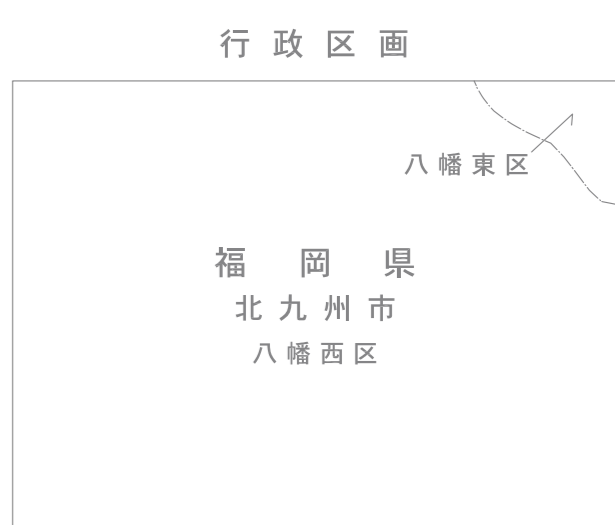 行政区画
八幡東区
福岡県
北九州市
八幡西区